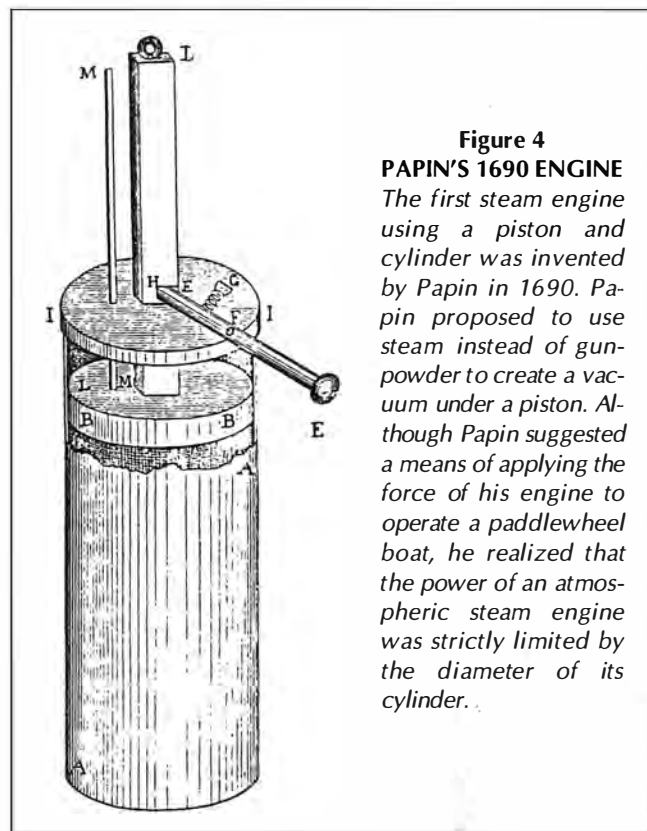 L
M
H
E
G
F
I
I
L
M
E
B
B
A
A
Figure 4
PAPIN'S 1690 ENGINE
The first steam engine
using a piston and
cylinder was invented
by Papin in 1690. Pa-
pin proposed to use
steam instead of gun-
powder to create a vac-
uum under a piston. Al-
though Papin suggested
a means of applying the
force of his engine to
operate a paddlewheel
boat, he realized that
the power of an atmos-
pheric steam engine
was strictly limited by
the diameter of its
cylinder.